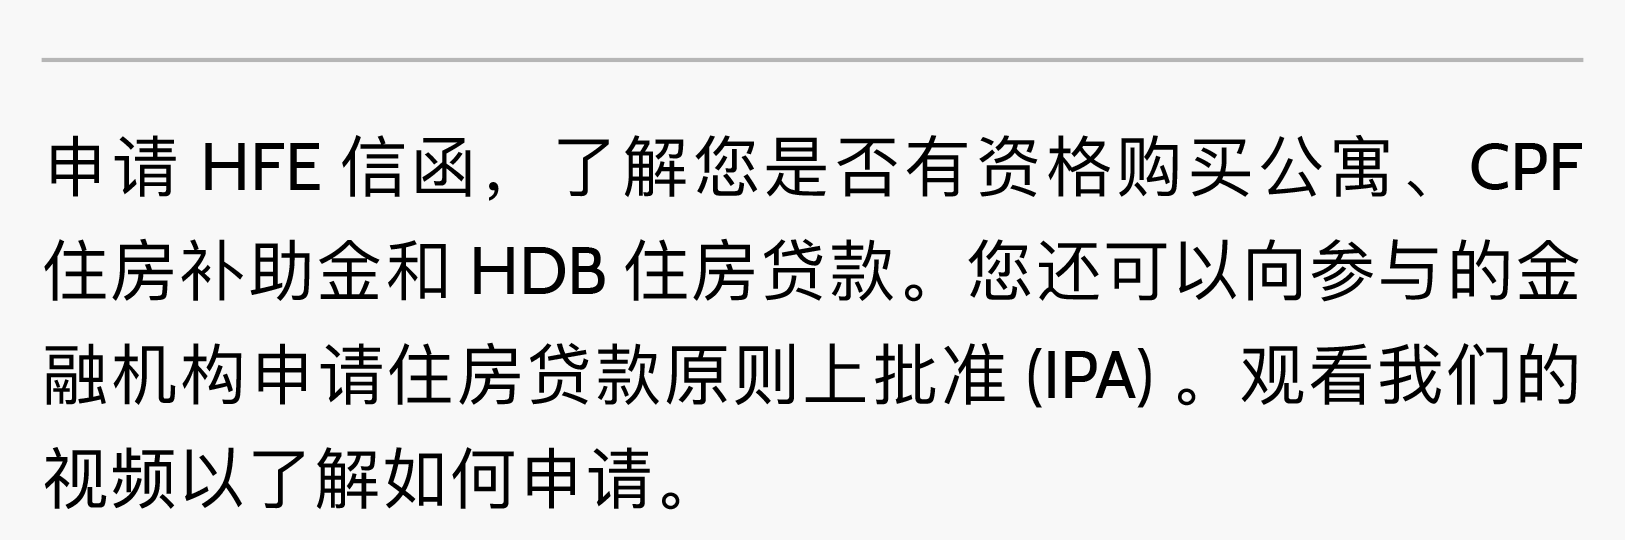 申请 HFE 信函，了解您是否有资格购买公寓、CPF
住房补助金和 HDB 住房贷款。您还可以向参与的金
融机构申请住房贷款原则上批准 (IPA) 。观看我们的
视频以了解如何申请。